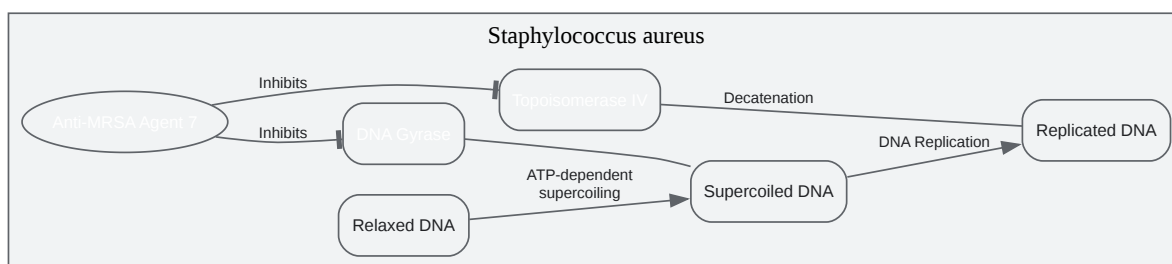 Staphylococcus aureus
Inhibits
Topoisomerase IV
Decatenation
Anti-MRSA Agent 7
Inhibits
DNA Gyrase
Replicated DNA
DNA Replication
ATP-dependent
supercoiling
Supercoiled DNA
Relaxed DNA